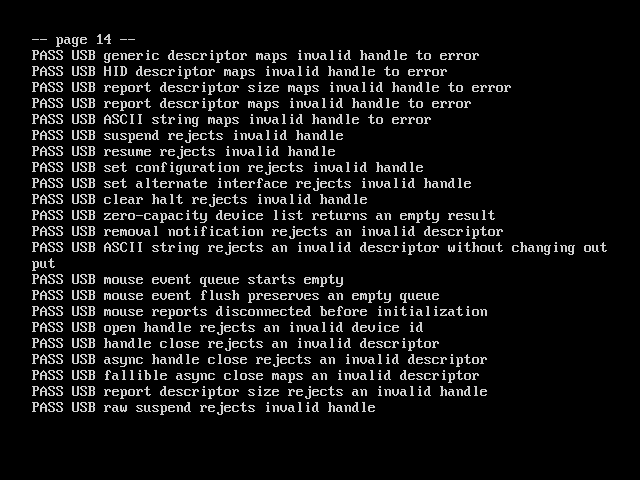 -- page 14 --
PASS USB generic descriptor maps invalid handle to error
PASS USB HID descriptor maps invalid handle to error
PASS USB report descriptor size maps invalid handle to error
PASS USB report descriptor maps invalid handle to error
PASS USB ASCII string maps invalid handle to error
PASS USB suspend rejects invalid handle
PASS USB resume rejects invalid handle
PASS USB set configuration rejects invalid handle
PASS USB set alternate interface rejects invalid handle
PASS USB clear halt rejects invalid handle
PASS USB zero-capacity device list returns an empty result
PASS USB removal notification rejects an invalid descriptor
PASS USB ASCII string rejects an invalid descriptor without changing out
put
PASS USB mouse event queue starts empty
PASS USB mouse event flush preserves an empty queue
PASS USB mouse reports disconnected before initialization
PASS USB open handle rejects an invalid device id
PASS USB handle close rejects an invalid descriptor
PASS USB async handle close rejects an invalid descriptor
PASS USB fallible async close maps an invalid descriptor
PASS USB report descriptor size rejects an invalid handle
PASS USB raw suspend rejects invalid handle